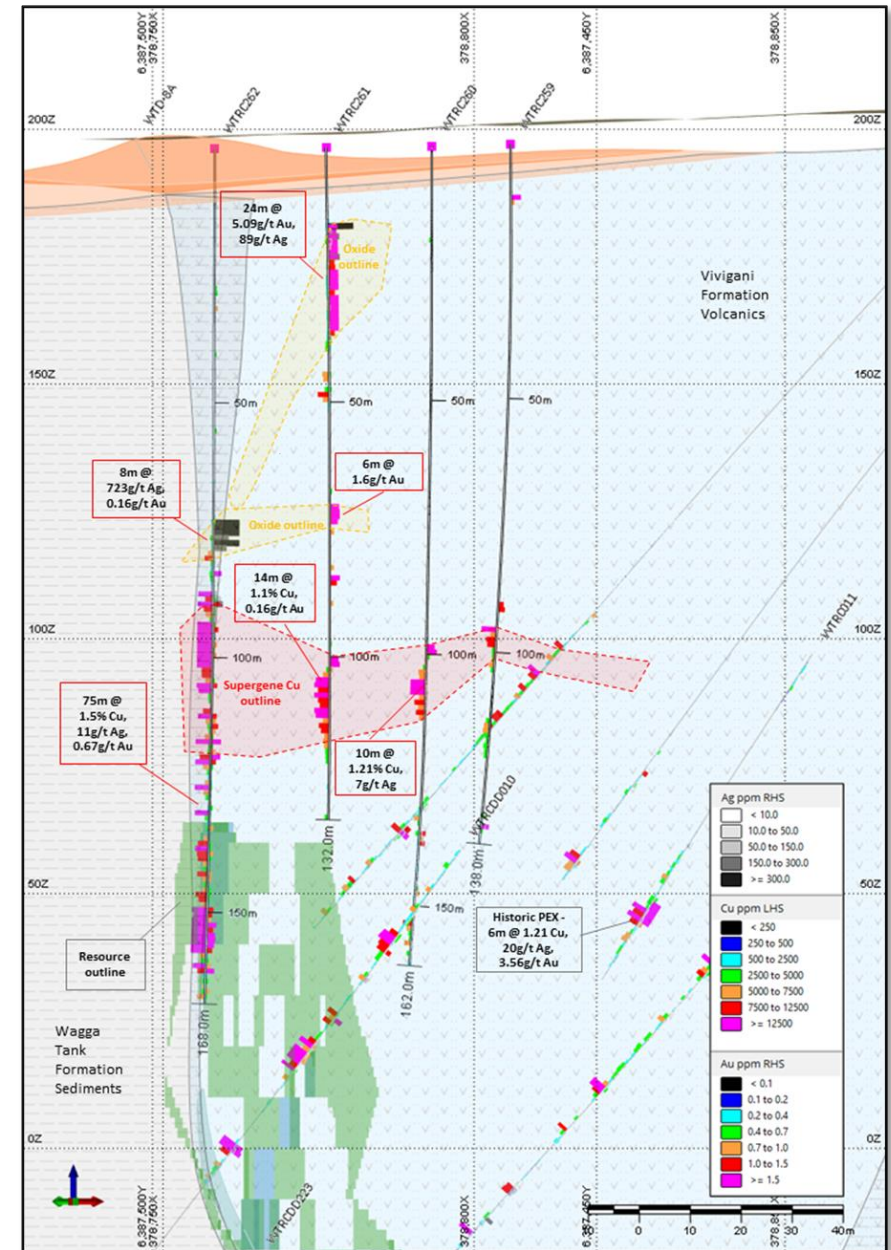 6,387,500Y
378,750X
378,800X
6,387,450Y
378,850X
WTD-8A
WTRC262
WTRC261
WTRC260
WTRC259
200Z
200Z
24m @
5.09g/t Au,
89g/t Ag
Oxide
outline
Vivigani
Formation
Volcanics
150Z
150Z
50m
50m
50m
50m
8m @
723g/t Ag,
0.16g/t Au
6m @
1.6g/t Au
Oxide outline
14m @
1.1% Cu,
0.16g/t Au
100Z
100Z
WTRC011
100m
100m
100m
100m
Supergene Cu
outline
75m @
1.5% Cu,
11g/t Ag,
0.67g/t Au
10m @
1.21% Cu,
7g/t Ag
WTRCDD010
132.0m
138.0m
50Z
50Z
150m
150m
Historic PEX -
6m @ 1.21 Cu,
20g/t Ag,
3.56g/t Au
Resource
outline
162.0m
168.0m
Wagga
Tank
Formation
Sediments
0Z
0Z
WTRCDD223
Ag ppm RHS
< 10.0
10.0 to 50.0
50.0 to 150.0
150.0 to 300.0
>= 300.0
Cu ppm LHS
< 250
250 to 500
500 to 2500
2500 to 5000
5000 to 7500
7500 to 12500
>= 12500
Au ppm RHS
< 0.1
0.1 to 0.2
0.2 to 0.4
0.4 to 0.7
0.7 to 1.0
1.0 to 1.5
>= 1.5
6,387,500Y
378,750X
378,800X
10
0
10
20
30
40m